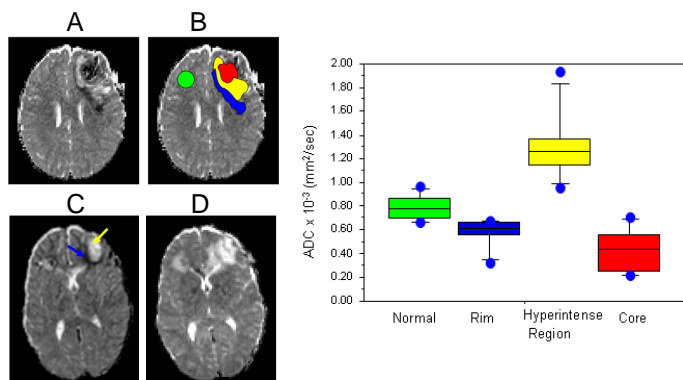 A
B
C
D
ADC x 10-3 (mm2/sec)
2.00
1.80
1.60
1.40
1.20
1.00
0.80
0.60
0.40
0.20
0.00
Normal
Rim
Hyperintense
Region
Core